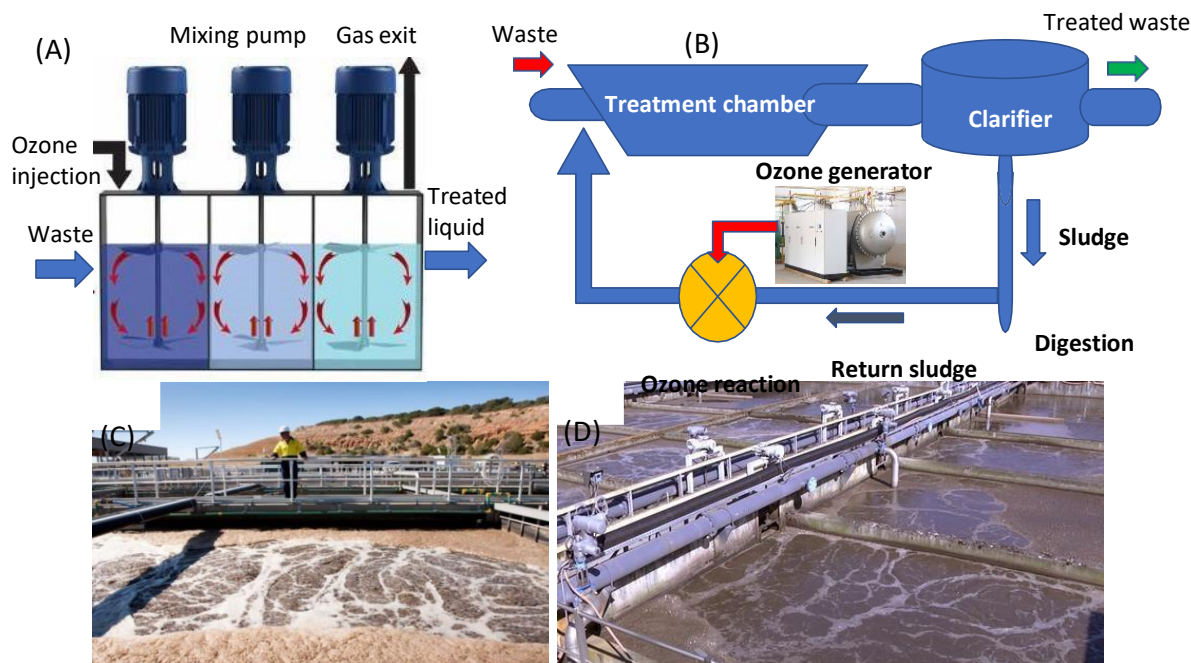 (A)
Mixing pump
Gas exit
Ozone
injection
Waste
Treated
liquid
(B)
Waste
Treated waste
Treatment chamber
Clarifier
Ozone generator
Sludge
Digestion
Return sludge
Ozone reaction
(C)
(D)